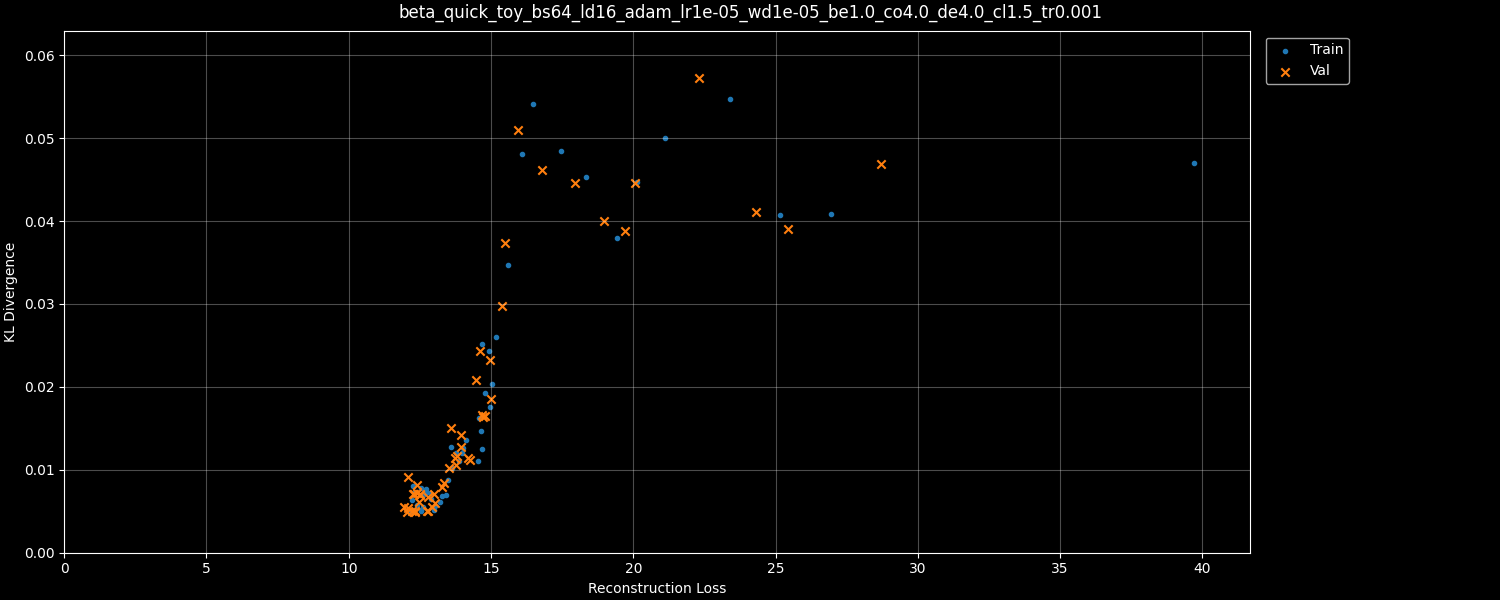 beta_quick_toy_bs64_ld16_adam_lr1e-05_wd1e-05_be1.0_co4.0_de4.0_cl1.5_tr0.001
Train
Val
KL Divergence
0.06
0.05
0.04
0.03
0.02
0.01
0.00
0 5 10 15 20 25 30 35 40
Reconstruction Loss